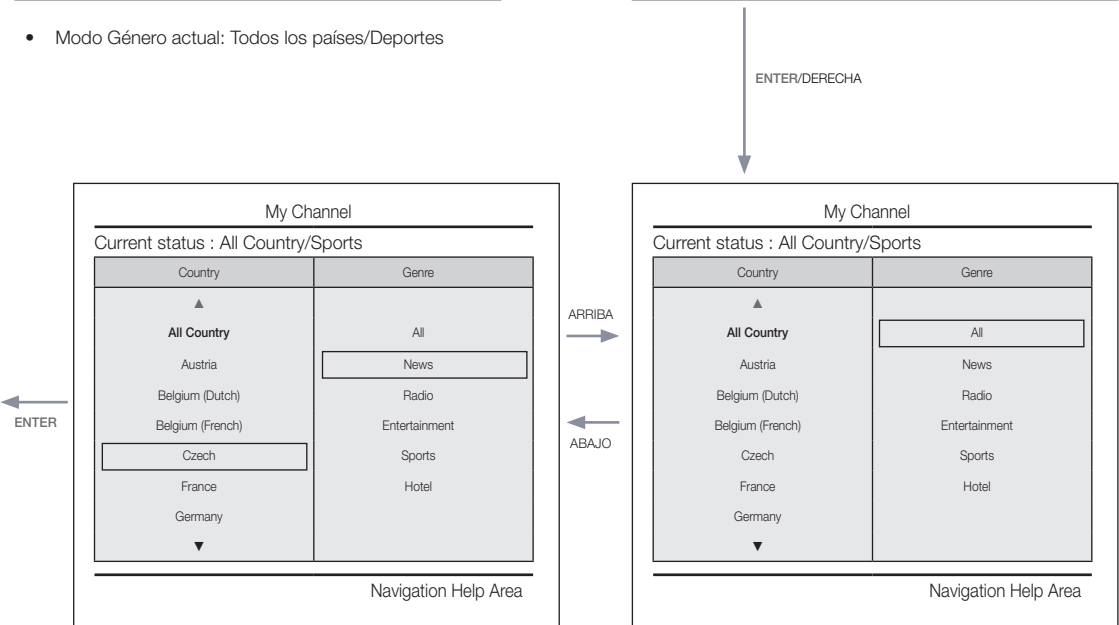 • Modo Género actual: Todos los países/Deportes
ENTER/DERECHA
My Channel
Current status : All Country/Sports
Country Genre
▲
All Country All
Austria News
Belgium (Dutch) Radio
Belgium (French) Entertainment
Czech Sports
France Hotel
Germany
▼
Navigation Help Area
ENTER
ARRIBA
ABAJO
My Channel
Current status : All Country/Sports
Country Genre
▲
All Country All
Austria News
Belgium (Dutch) Radio
Belgium (French) Entertainment
Czech Sports
France Hotel
Germany
▼
Navigation Help Area